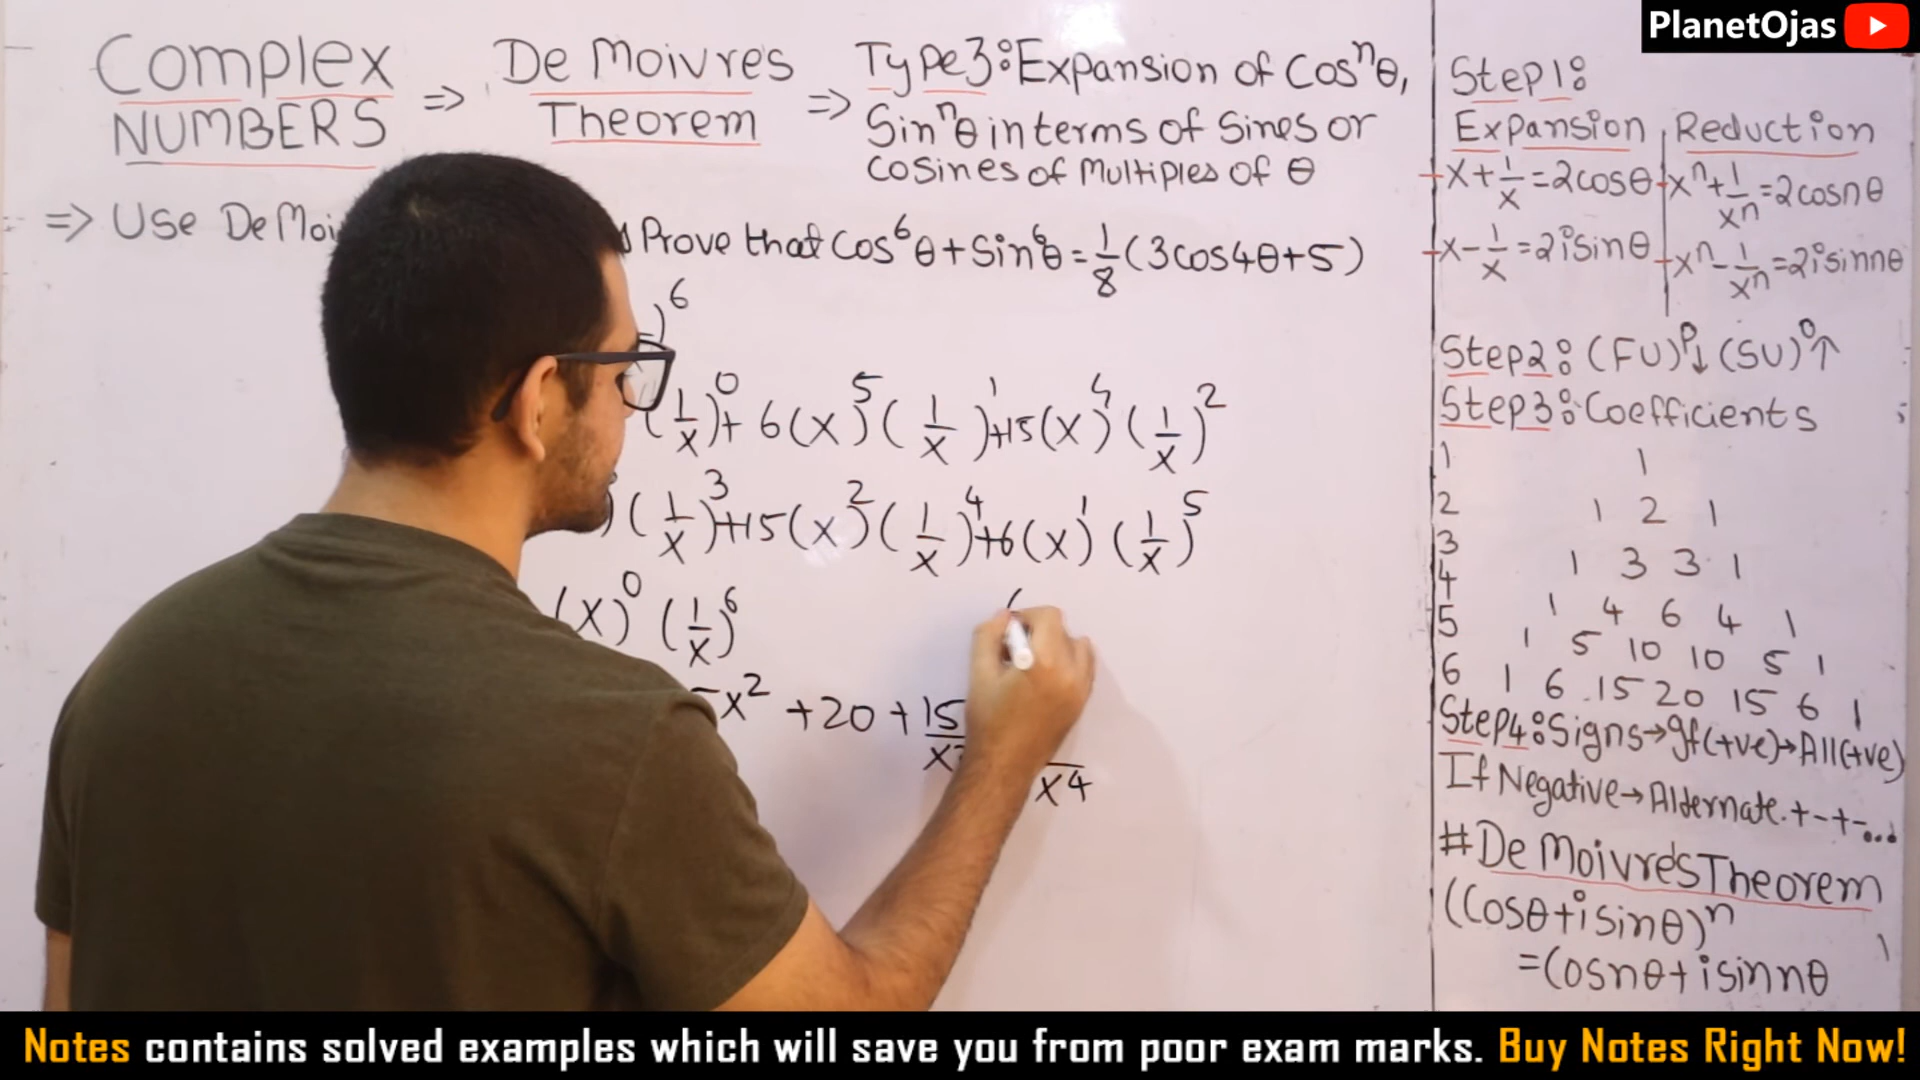 PlanetOjas
Complex
NUMBERS
⇒
De Moivres
Theorem
⇒
Type3:Expansion of Cosⁿθ,
Sinⁿθ in terms of Sines or
Cosines of Multiples of θ
⇒ Use De Moi
Prove that Cos⁶θ+Sin⁶θ=1/8(3cos4θ+5)
)⁶
(1/x)⁰+6(x)⁵(1/x)¹+15(x)⁴(1/x)²
)(1/x)³+15(x)²(1/x)⁴+6(x)¹(1/x)⁵
(x)⁰(1/x)⁶
x²+20+15/x²
/x⁴
Step1:
Expansion
Reduction
x+1/x=2cosθ
xⁿ+1/xⁿ=2cosnθ
x-1/x=2iSinθ
xⁿ-1/xⁿ=2isinnθ
Step2:(FU)ᴾ↓(SU)⁰↑
Step3:Coefficients
1 1
2 1 2 1
3 1 3 3 1
4 1 4 6 4 1
5 1 5 10 10 5 1
6 1 6 15 20 15 6 1
Step4:Signs→If(+ve)→All(+ve)
If Negative→Alternate.+-+-...
#De Moivre's Theorem
(Cosθ+isinθ)ⁿ
=Cosnθ+isinnθ
Notes contains solved examples which will save you from poor exam marks. Buy Notes Right Now!